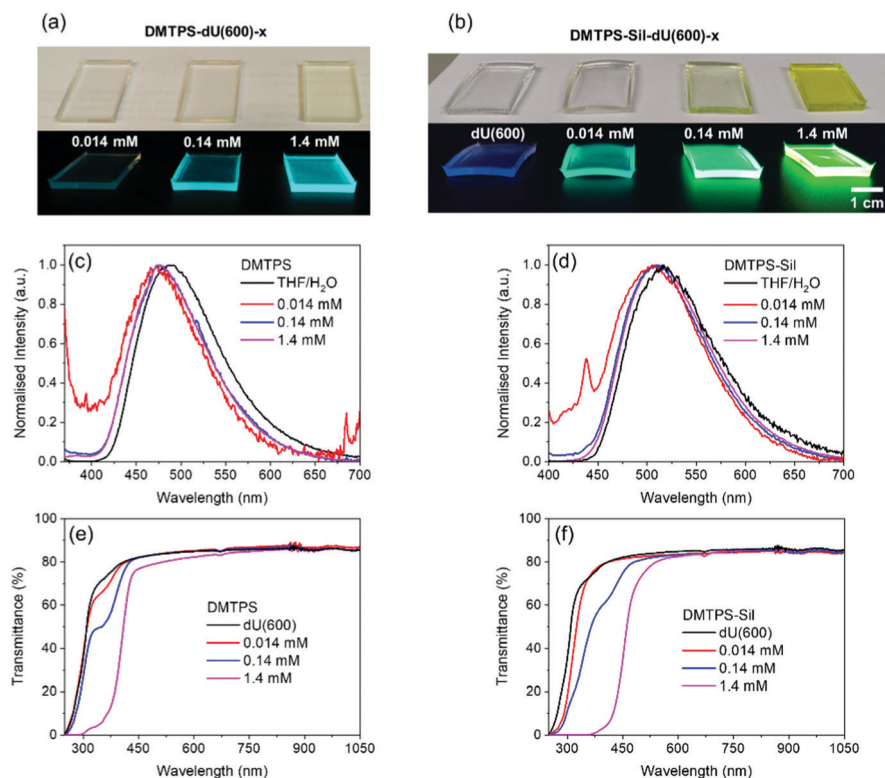 (a)
DMTPS-dU(600)-x
0.014 mM
0.14 mM
1.4 mM
(b)
DMTPS-Sil-dU(600)-x
dU(600)
0.014 mM
0.14 mM
1.4 mM
1 cm
(c)
DMTPS
THF/H₂O
0.014 mM
0.14 mM
1.4 mM
Normalised Intensity (a.u.)
1.0
0.8
0.6
0.4
0.2
0.0
400 450 500 550 600 650 700
Wavelength (nm)
(d)
DMTPS-Sil
THF/H₂O
0.014 mM
0.14 mM
1.4 mM
Normalised Intensity (a.u.)
1.0
0.8
0.6
0.4
0.2
0.0
400 450 500 550 600 650 700
Wavelength (nm)
(e)
DMTPS
dU(600)
0.014 mM
0.14 mM
1.4 mM
Transmittance (%)
100
80
60
40
20
0
300 450 600 750 900 1050
Wavelength (nm)
(f)
DMTPS-Sil
dU(600)
0.014 mM
0.14 mM
1.4 mM
Transmittance (%)
100
80
60
40
20
0
300 450 600 750 900 1050
Wavelength (nm)